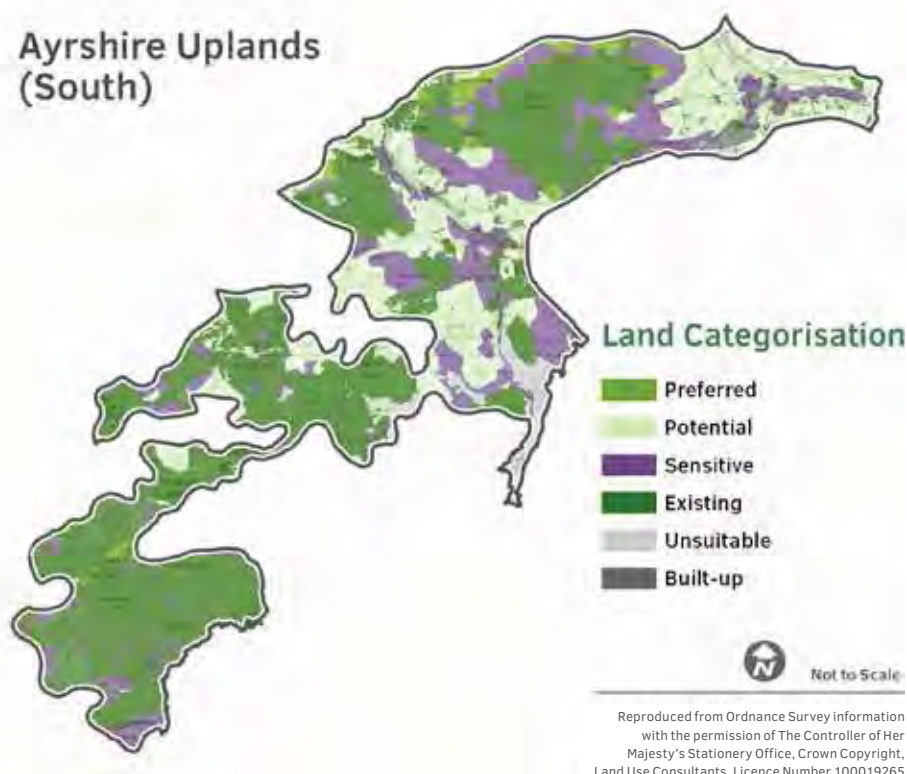 Ayrshire Uplands
(South)
Land Categorisation
Preferred
Potential
Sensitive
Existing
Unsuitable
Built-up
N
Not to Scale
Reproduced from Ordnance Survey information
with the permission of The Controller of Her
Majesty's Stationery Office, Crown Copyright,
Land Use Consultants, Licence Number 100019265